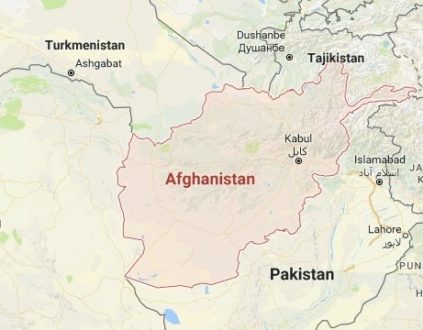 Dushanbe
Душанбе
Turkmenistan
Ashgabat
Tajikistan
Kabul
کابل
Islamabad
اسلام آباد
Afghanistan
Lahore
لاہور
Pakistan
PUN